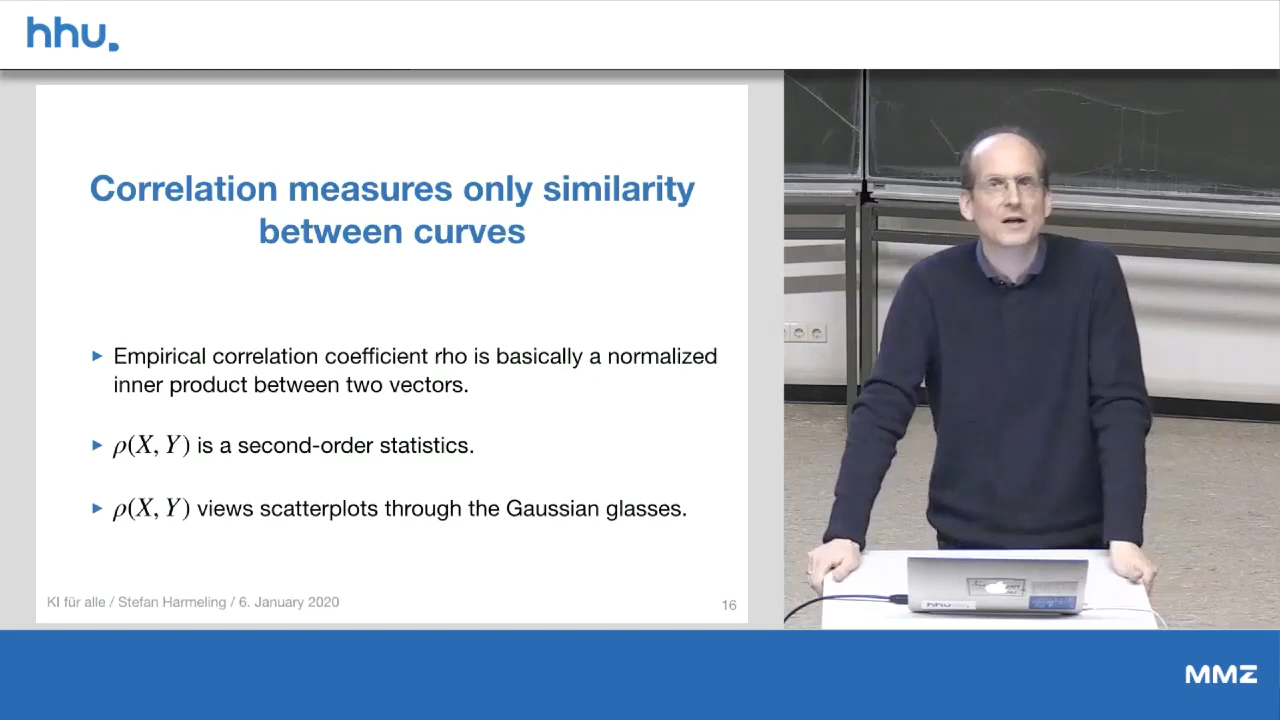 hhu.
Correlation measures only similarity
between curves
Empirical correlation coefficient rho is basically a normalized
inner product between two vectors.
ρ(X, Y) is a second-order statistics.
ρ(X, Y) views scatterplots through the Gaussian glasses.
KI für alle / Stefan Harmeling / 6. January 2020
16
hhu
MMZ